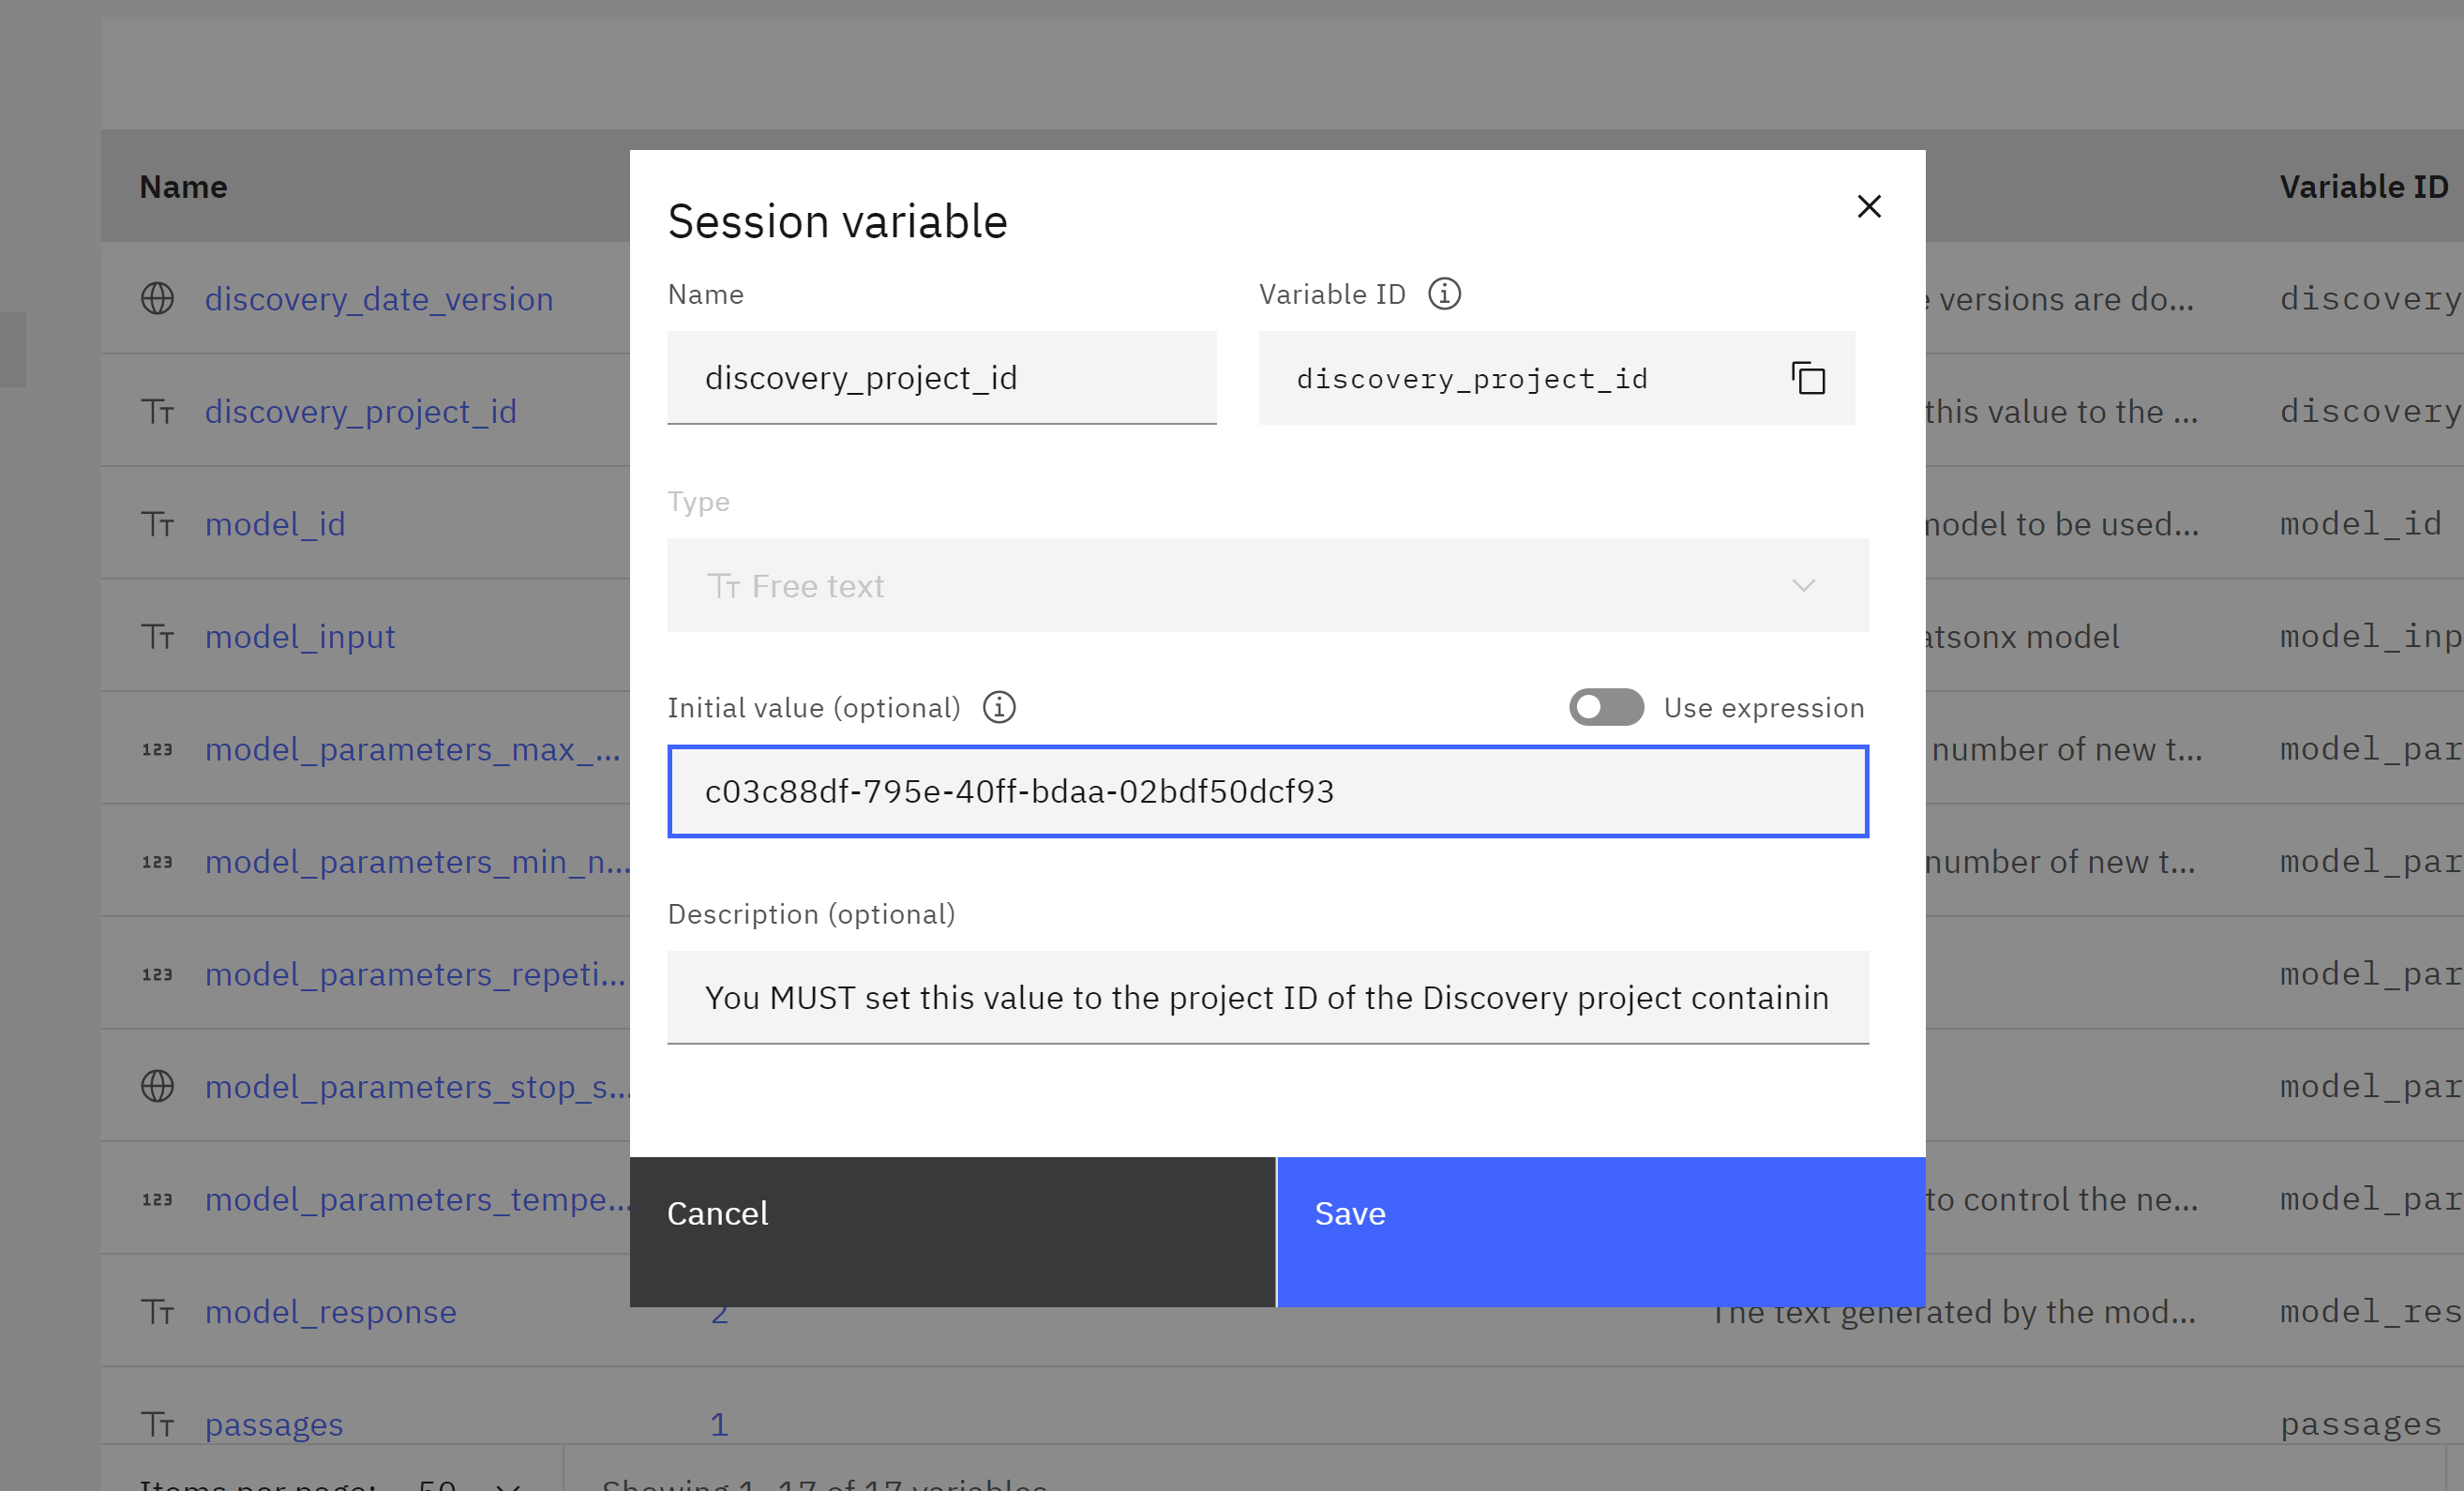 Name
Variable ID
Session variable
Name
Variable ID
discovery_project_id
discovery_project_id
Type
Free text
Initial value (optional)
Use expression
c03c88df-795e-40ff-bdaa-02bdf50dcf93
Description (optional)
You MUST set this value to the project ID of the Discovery project containin
Cancel
Save
discovery_date_version
versions are do...
discovery
discovery_project_id
this value to the ...
discovery
model_id
model to be used...
model_id
model_input
atsonx model
model_inp
model_parameters_max_...
number of new t...
model_par
model_parameters_min_n...
number of new t...
model_par
model_parameters_repeti...
model_par
model_parameters_stop_s...
model_par
model_parameters_tempe...
to control the ne...
model_par
model_response
2
The text generated by the mod...
model_res
passages
1
passages
Items per page:
50
Showing 1–17 of 17 variables